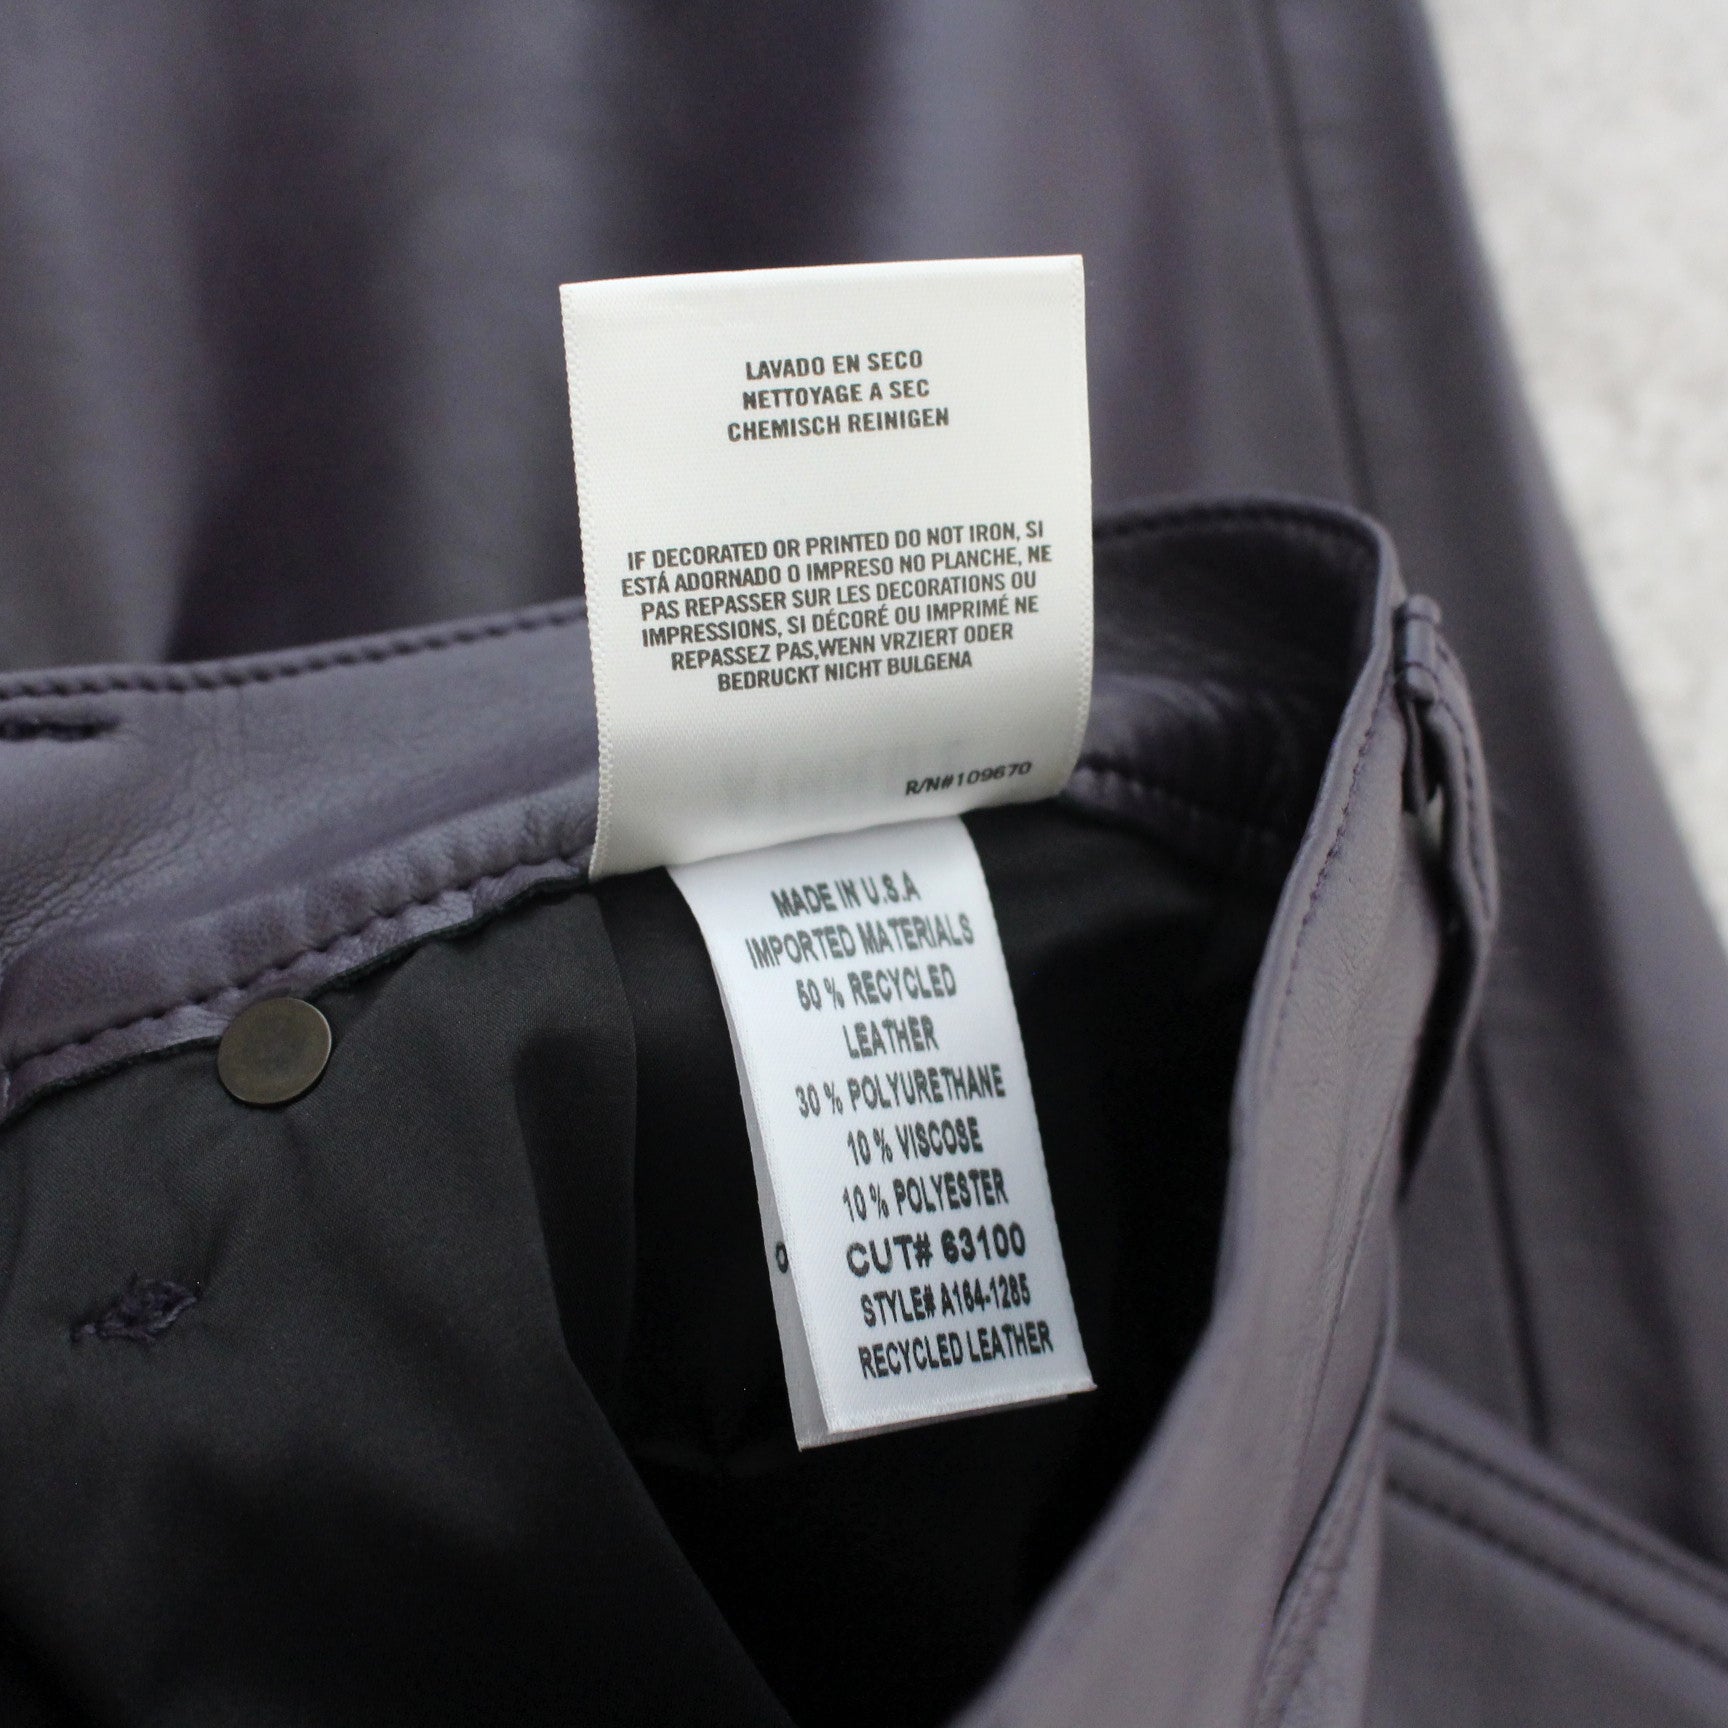 LAVADO EN SECO
NETTOYAGE A SEC
CHEMISCH REINIGEN
IF DECORATED OR PRINTED DO NOT IRON, SI
ESTÁ ADORNADO O IMPRESO NO PLANCHE, NE
PAS REPASSER SUR LES DECORATIONS OU
IMPRESSIONS, SI DÉCORÉ OU IMPRIMÉ NE
REPASSEZ PAS,WENN VRZIERT ODER
BEDRUCKT NICHT BULGENA
R/N#109670
MADE IN U.S.A
IMPORTED MATERIALS
50 % RECYCLED
LEATHER
30 % POLYURETHANE
10 % VISCOSE
10 % POLYESTER
CUT# 63100
STYLE# A164-1285
RECYCLED LEATHER